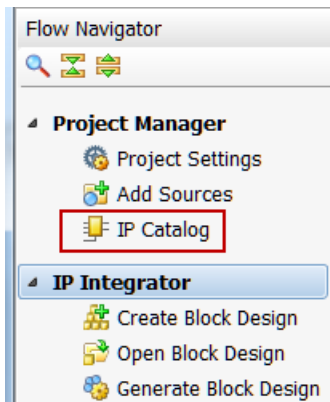 Flow Navigator
Project Manager
Project Settings
Add Sources
IP Catalog
IP Integrator
Create Block Design
Open Block Design
Generate Block Design